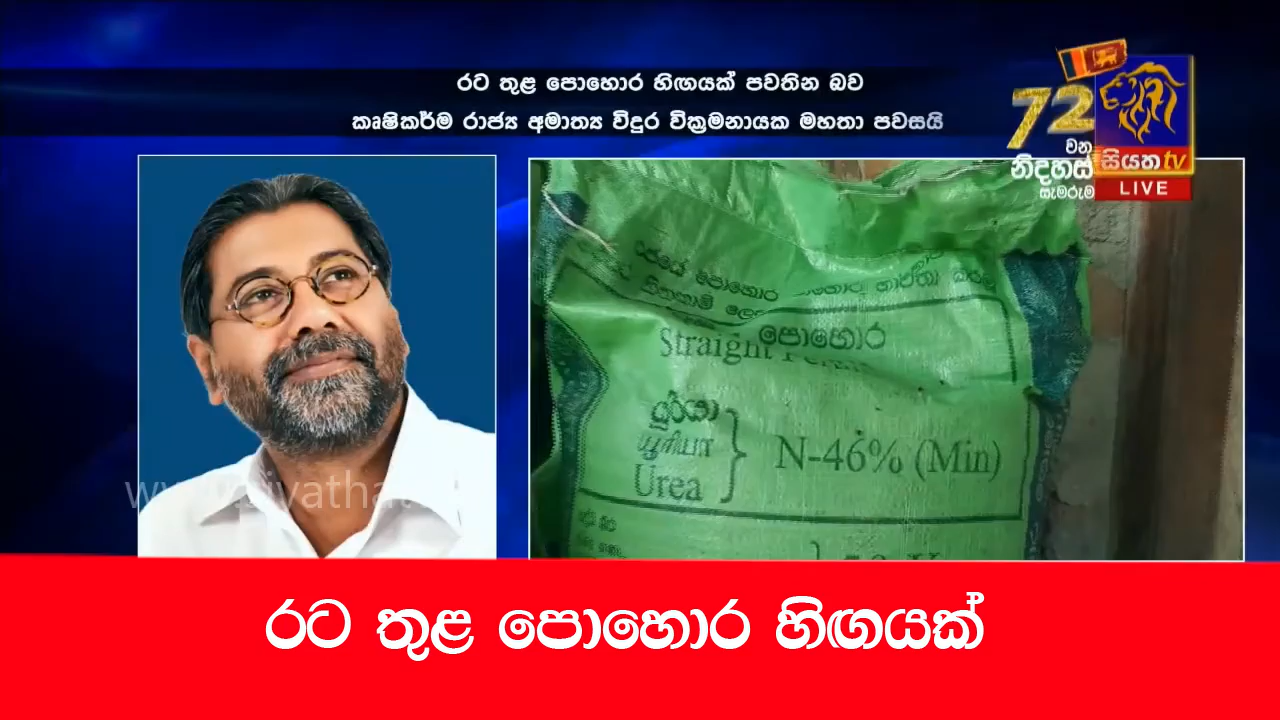 රට තුළ පොහොර හිඟයක් පවතින බව
කෘෂිකර්ම රාජ්‍ය අමාත්‍ය විදුර වික්‍රමනායක මහතා පවසයි
72
වන
නිදහස්
සැමරුම
සියත tv
LIVE
පොහොර
Straight
යූරියා
யூரியா
Urea
N-46% (Min)
රට තුළ පොහොර හිඟයක්